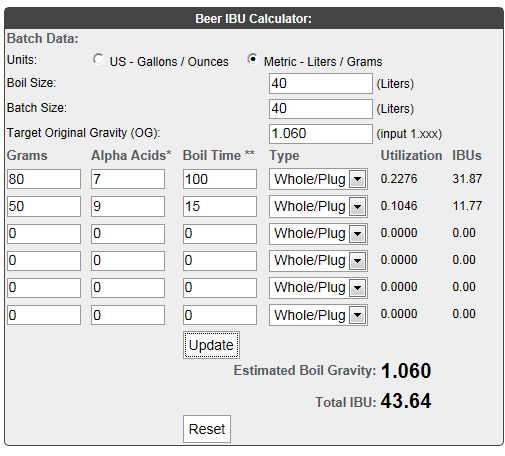 Beer IBU Calculator:
Batch Data:
Units: US - Gallons / Ounces Metric - Liters / Grams
Boil Size: 40 (Liters)
Batch Size: 40 (Liters)
Target Original Gravity (OG): 1.060 (input 1.xxx)
Grams Alpha Acids* Boil Time ** Type Utilization IBUs
80 7 100 Whole/Plug 0.2276 31.87
50 9 15 Whole/Plug 0.1046 11.77
0 0 0 Whole/Plug 0.0000 0.00
0 0 0 Whole/Plug 0.0000 0.00
0 0 0 Whole/Plug 0.0000 0.00
0 0 0 Whole/Plug 0.0000 0.00
Update
Estimated Boil Gravity: 1.060
Total IBU: 43.64
Reset